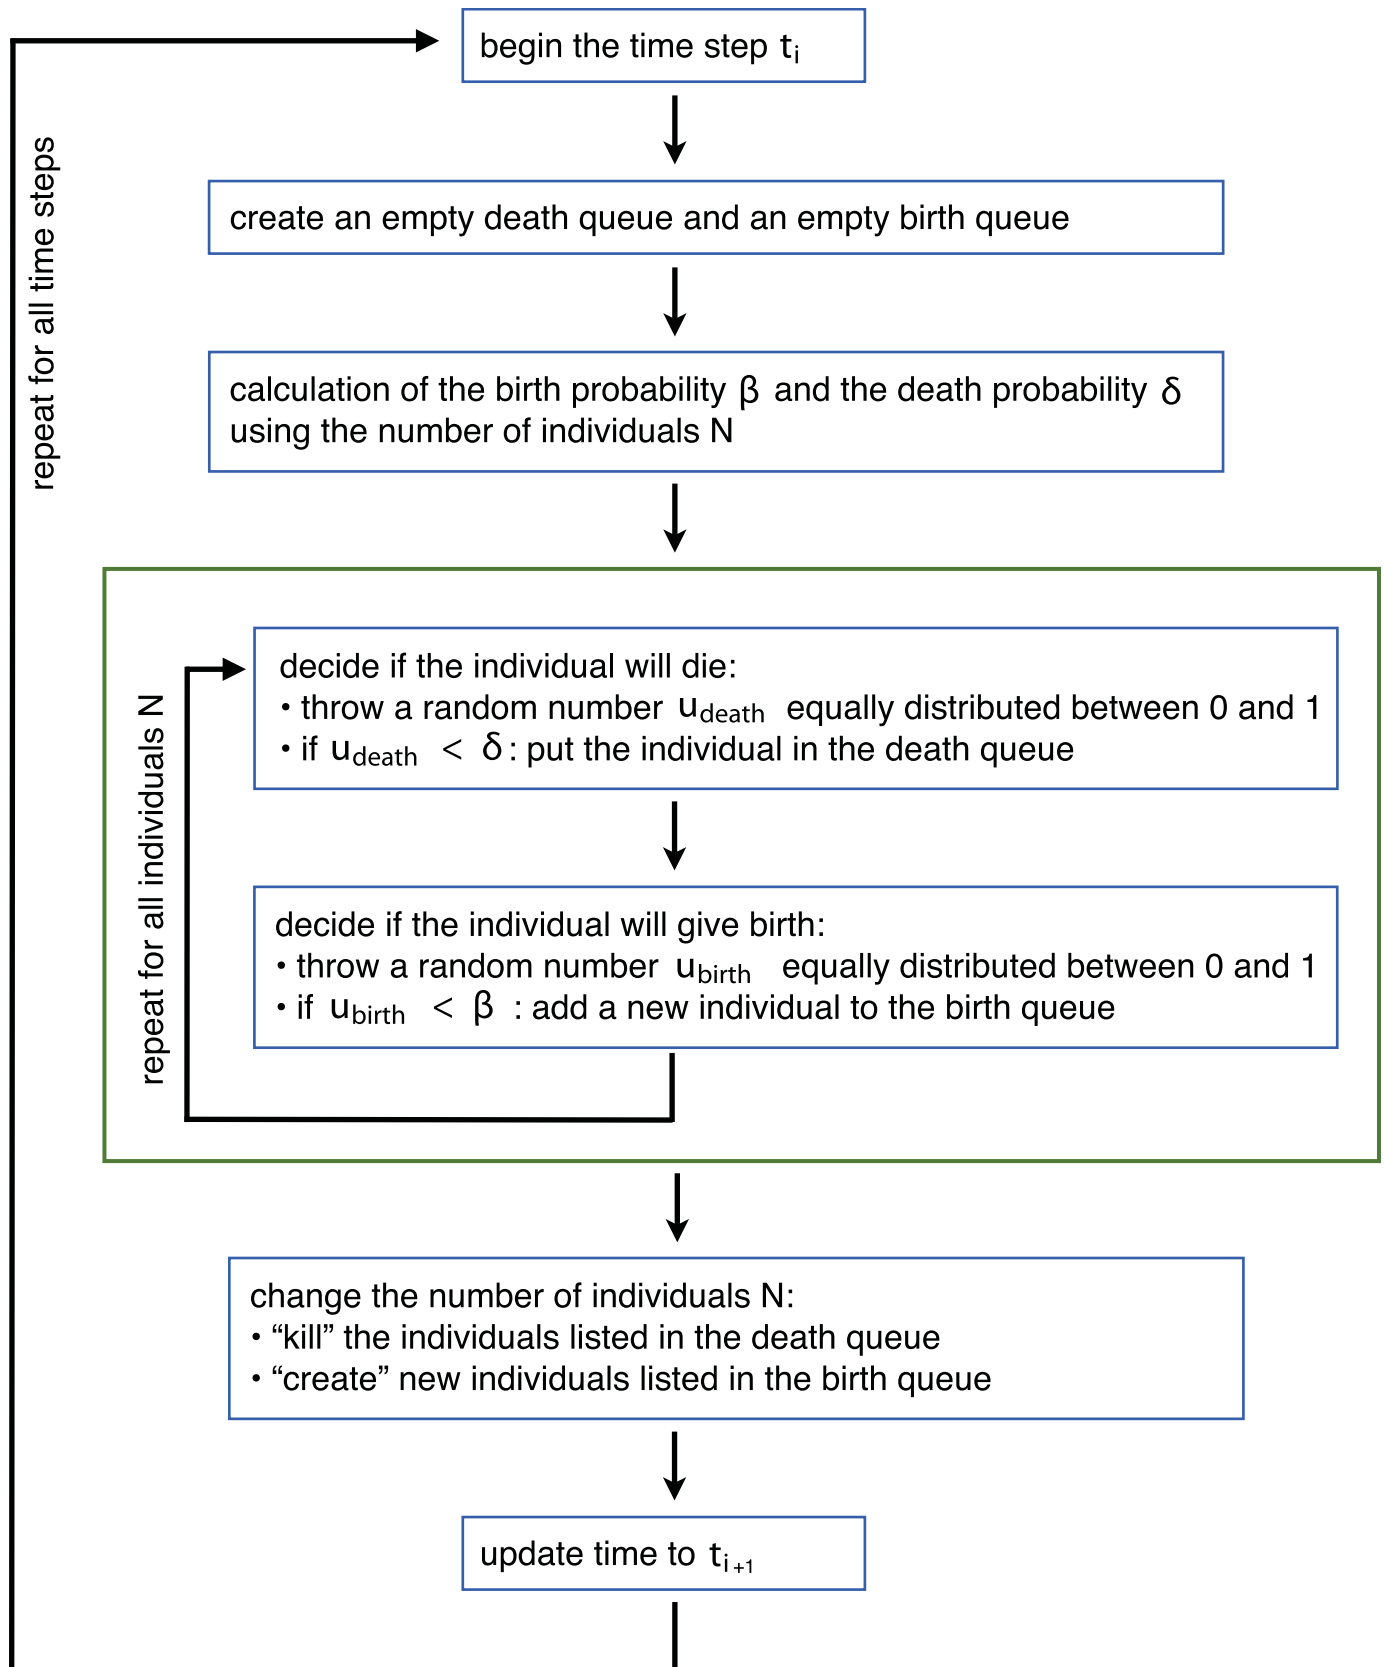 begin the time step tᵢ
repeat for all time steps
create an empty death queue and an empty birth queue
calculation of the birth probability β and the death probability δ
using the number of individuals N
repeat for all individuals N
decide if the individual will die:
• throw a random number u_death equally distributed between 0 and 1
• if u_death < δ : put the individual in the death queue
decide if the individual will give birth:
• throw a random number u_birth equally distributed between 0 and 1
• if u_birth < β : add a new individual to the birth queue
change the number of individuals N:
• “kill” the individuals listed in the death queue
• “create” new individuals listed in the birth queue
update time to tᵢ₊₁